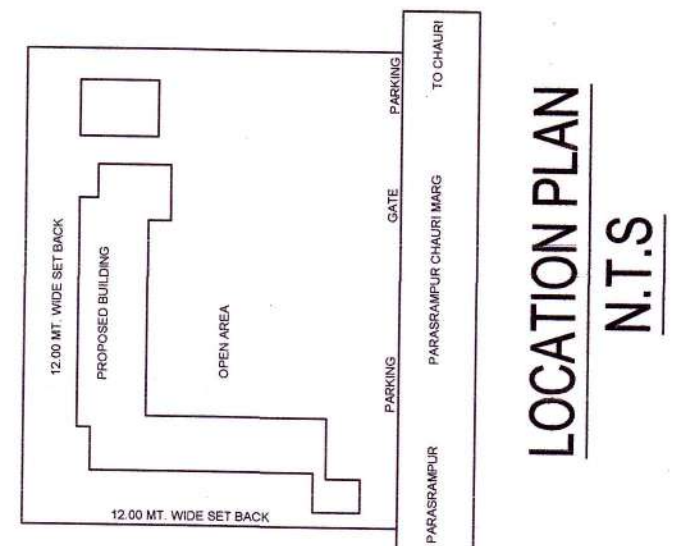 12.00 MT. WIDE SET BACK
PROPOSED BUILDING
OPEN AREA
12.00 MT. WIDE SET BACK
PARKING
GATE
PARKING
PARASRAMPUR
PARASRAMPUR CHAURI MARG
TO CHAURI
LOCATION PLAN
N.T.S